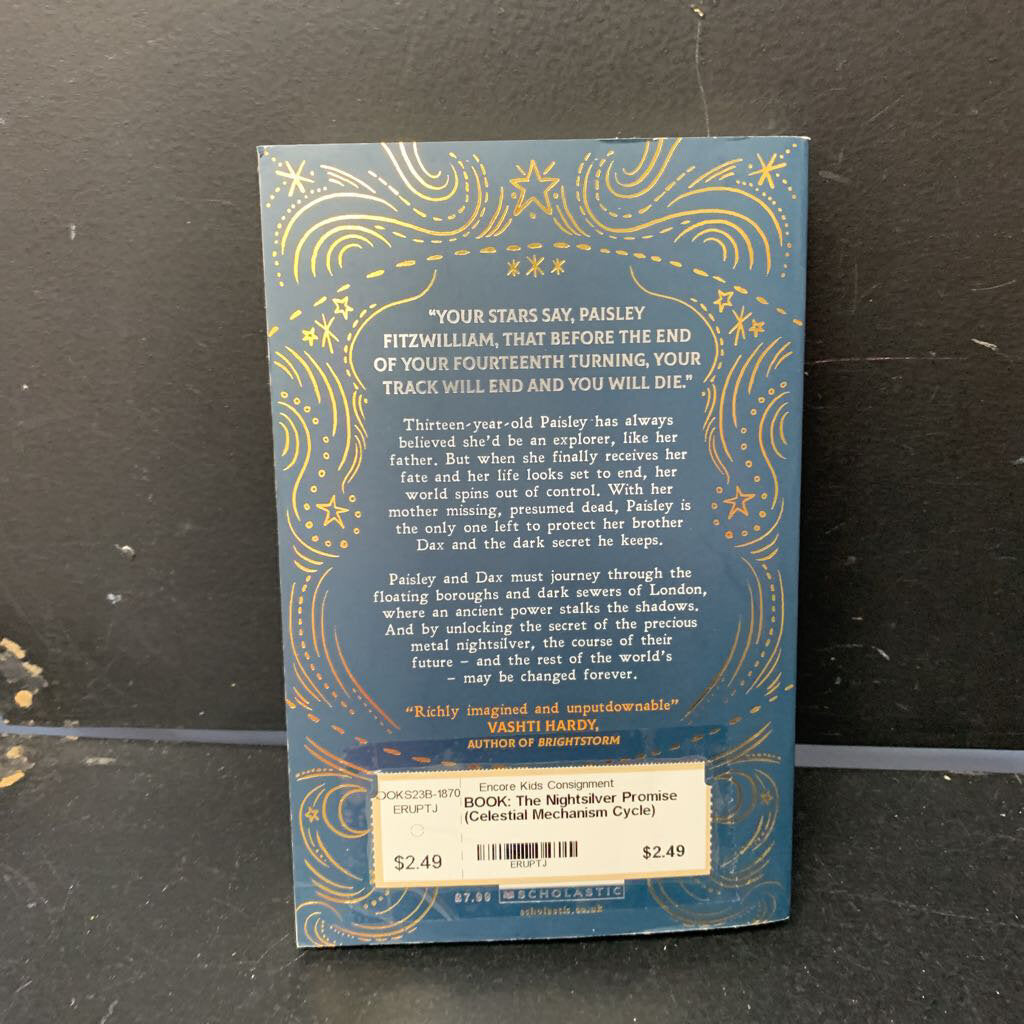 “YOUR STARS SAY, PAISLEY
FITZWILLIAM, THAT BEFORE THE END
OF YOUR FOURTEENTH TURNING, YOUR
TRACK WILL END AND YOU WILL DIE.”
Thirteen-year-old Paisley has always
believed she’d be an explorer, like her
father. But when she finally receives her
fate and her life looks set to end, her
world spins out of control. With her
mother missing, presumed dead, Paisley is
the only one left to protect her brother
Dax and the dark secret he keeps.
Paisley and Dax must journey through the
floating boroughs and dark sewers of London,
where an ancient power stalks the shadows.
And by unlocking the secret of the precious
metal nightsilver, the course of their
future – and the rest of the world’s
– may be changed forever.
“Richly imagined and unputdownable”
VASHTI HARDY,
AUTHOR OF BRIGHTSTORM
OOKS23B-1870
ERUPTJ
$2.49
Encore Kids Consignment
BOOK: The Nightsilver Promise
(Celestial Mechanism Cycle)
ERUPTJ
$2.49
£7.99 SCHOLASTIC
scholastic.co.uk